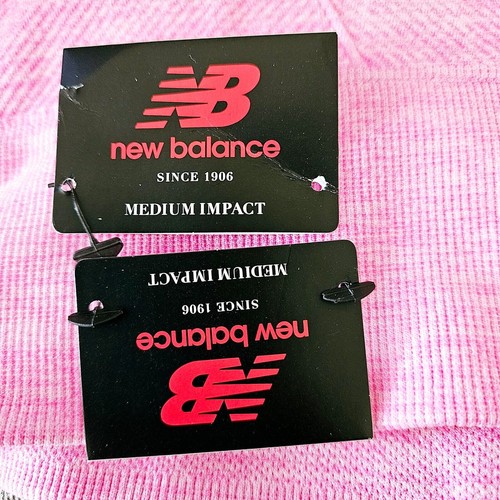 NB
new balance
SINCE 1906
MEDIUM IMPACT
MEDIUM IMPACT
SINCE 1906
new balance
NB